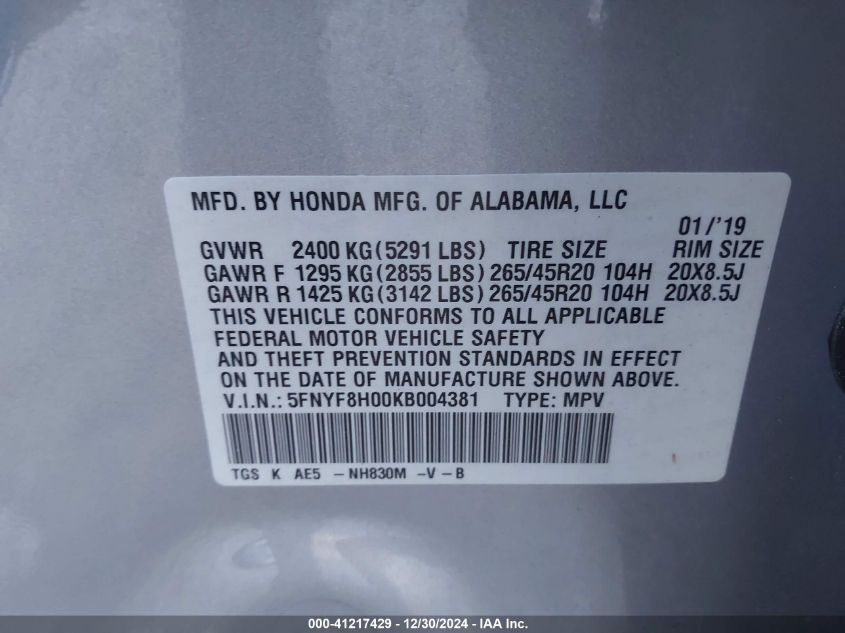 MFD. BY HONDA MFG. OF ALABAMA, LLC
01/'19
GVWR 2400 KG(5291 LBS) TIRE SIZE RIM SIZE
GAWR F 1295 KG(2855 LBS) 265/45R20 104H 20X8.5J
GAWR R 1425 KG(3142 LBS) 265/45R20 104H 20X8.5J
THIS VEHICLE CONFORMS TO ALL APPLICABLE
FEDERAL MOTOR VEHICLE SAFETY
AND THEFT PREVENTION STANDARDS IN EFFECT
ON THE DATE OF MANUFACTURE SHOWN ABOVE.
V.I.N.: 5FNYF8H00KB004381 TYPE: MPV
TGS K AE5 -NH830M -V-B
000-41217429 - 12/30/2024 - IAA Inc.